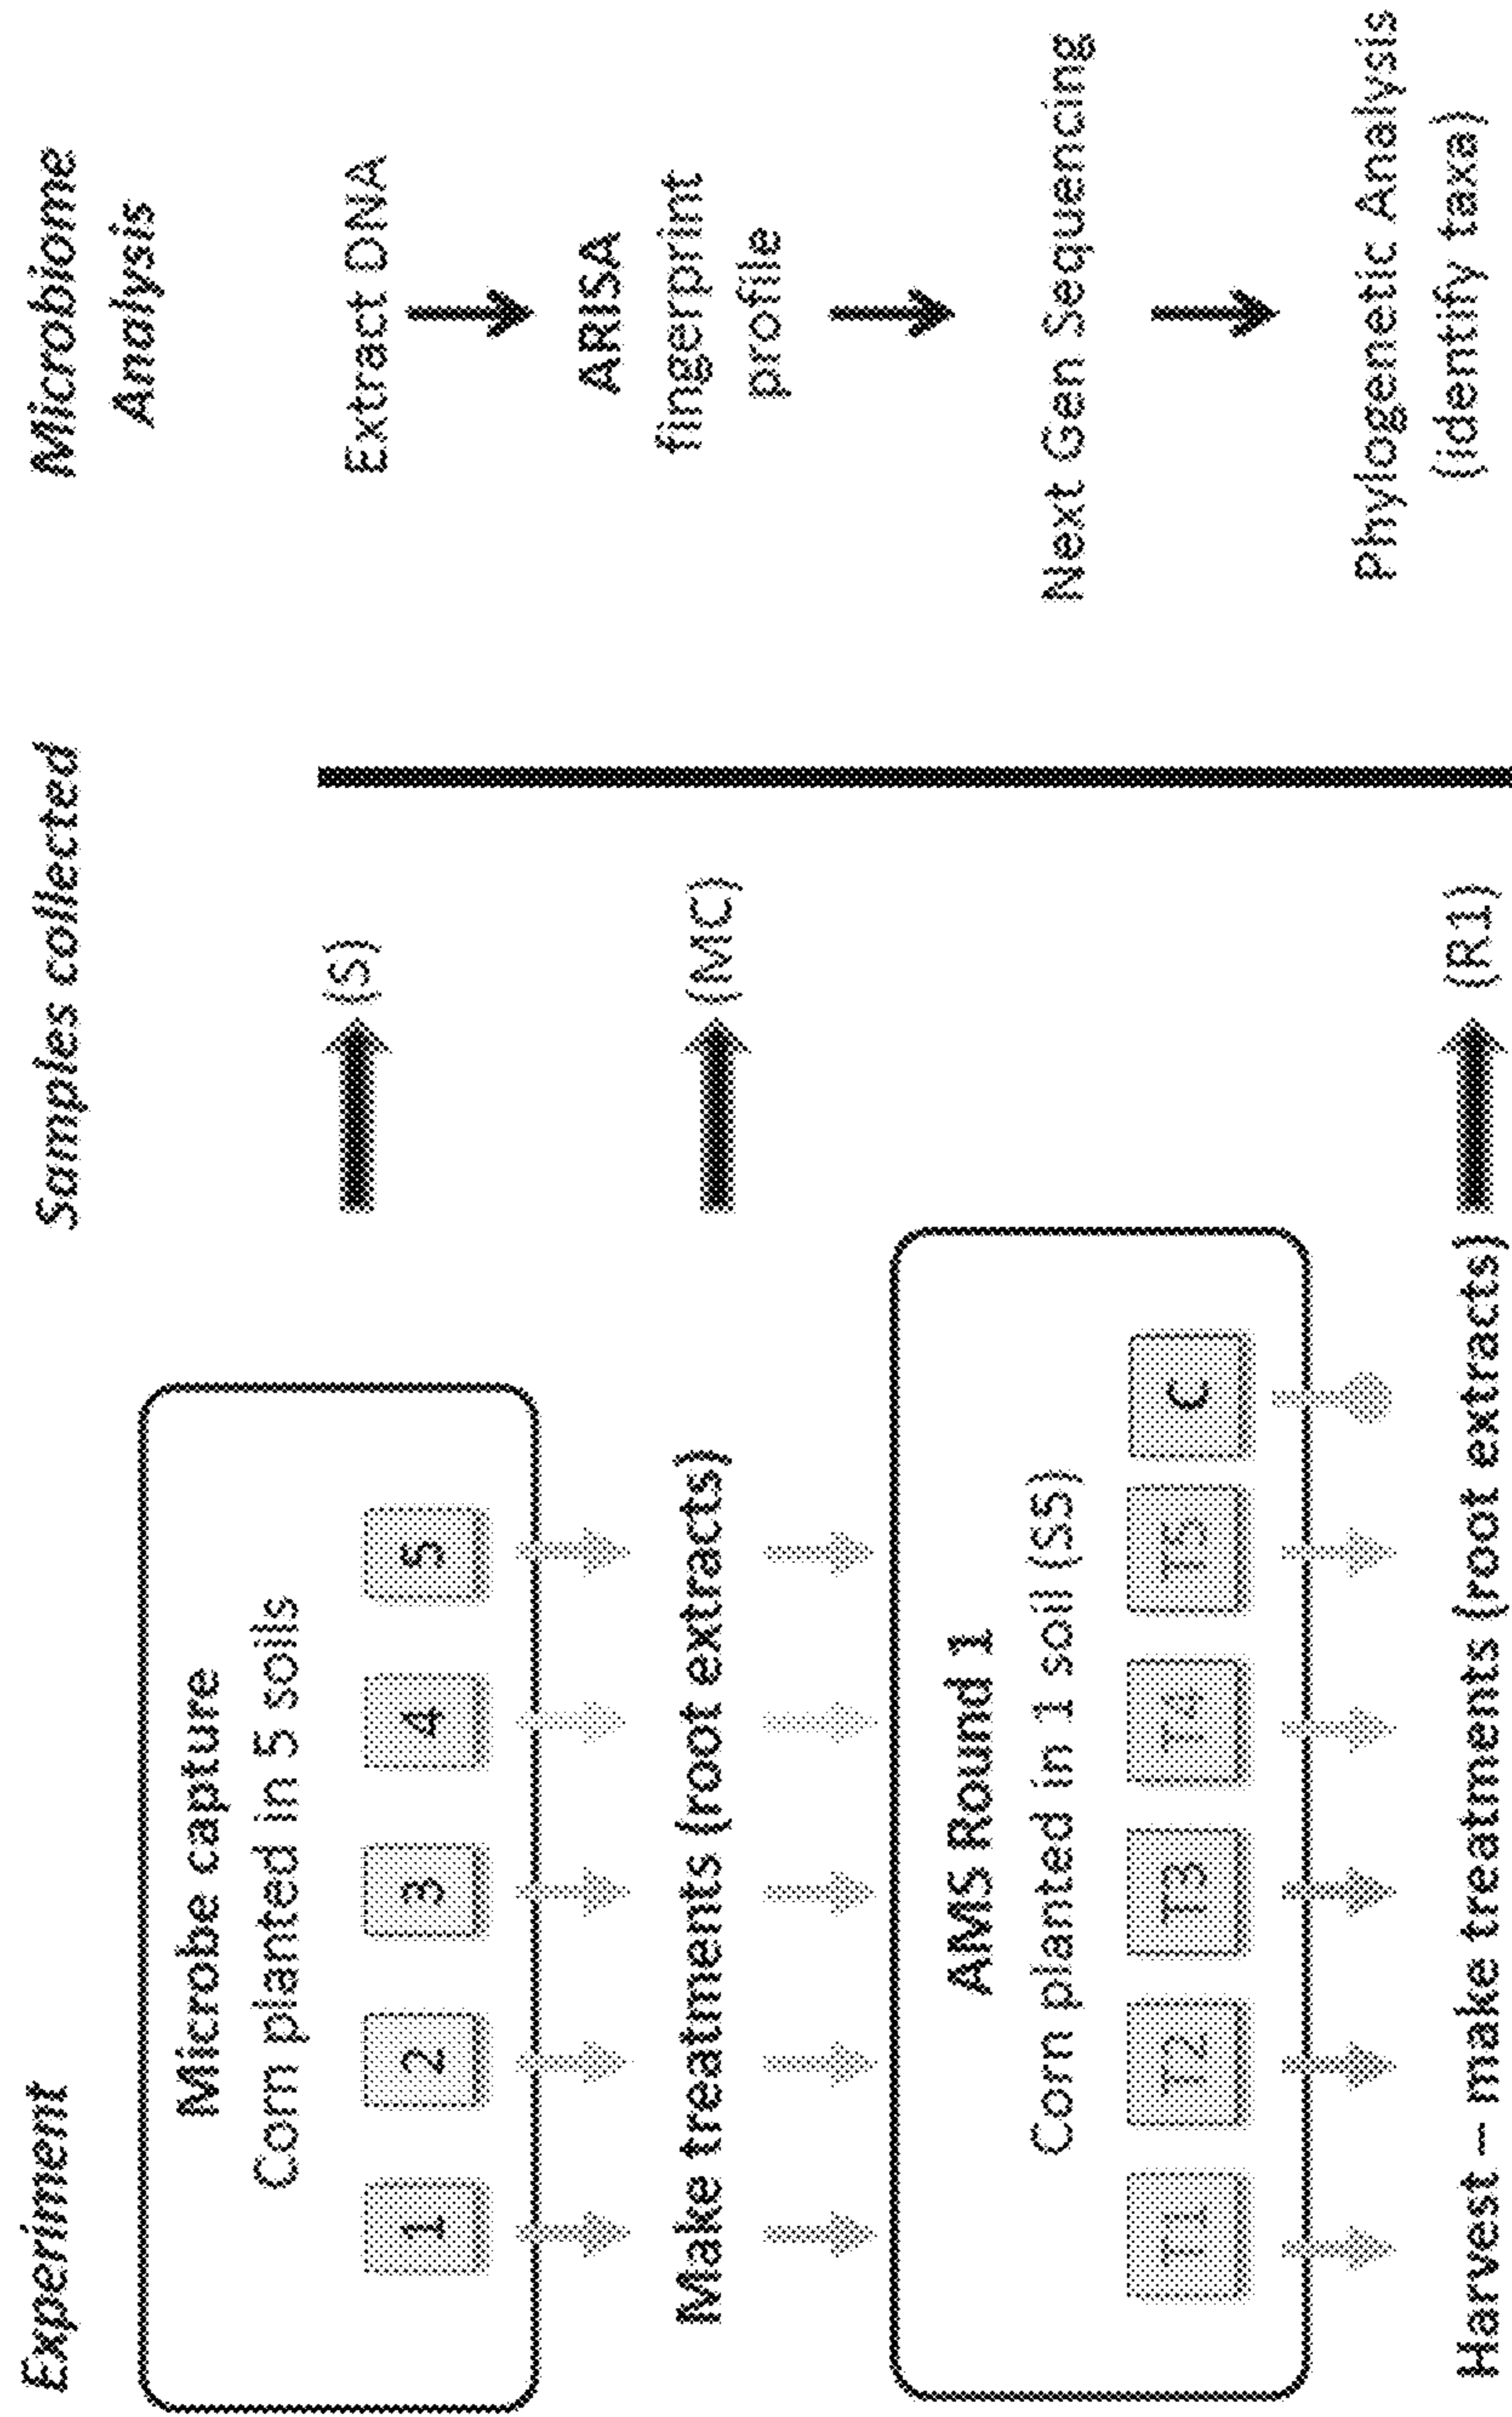 Experiment
Samples collected
Microbiome
Analysis
Microbe capture
Corn planted in 5 soils
1 2 3 4 5
(S)
Make treatments (root extracts)
(MC)
AMS Round 1
Corn planted in 1 soil (S5)
T1 T2 T3 T4 T5 C
Harvest – make treatments (root extracts)
(R1)
Extract DNA
ARISA
fingerprint
profile
Next Gen Sequencing
Phylogenetic Analysis
(identify taxa)